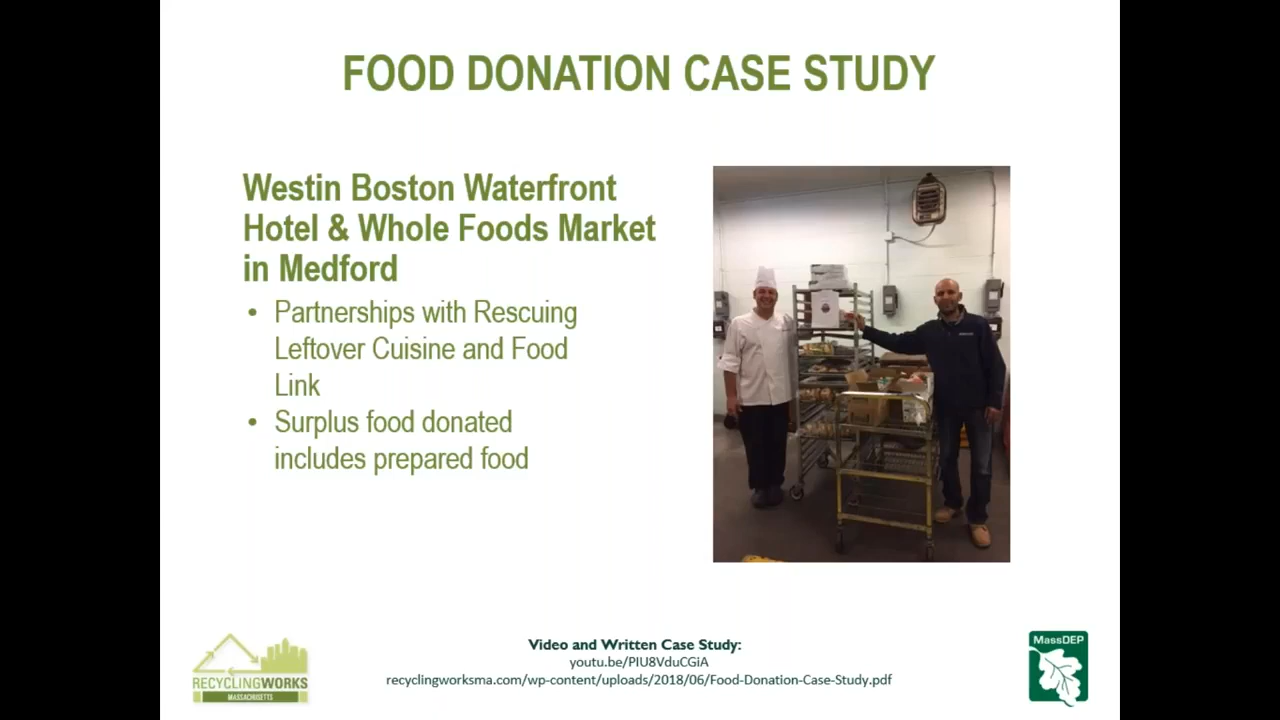 FOOD DONATION CASE STUDY
Westin Boston Waterfront
Hotel & Whole Foods Market
in Medford
• Partnerships with Rescuing
Leftover Cuisine and Food
Link
• Surplus food donated
includes prepared food
RECYCLINGWORKS
MASSACHUSETTS
Video and Written Case Study:
youtu.be/PIU8VduCGiA
recyclingworksma.com/wp-content/uploads/2018/06/Food-Donation-Case-Study.pdf
MassDEP